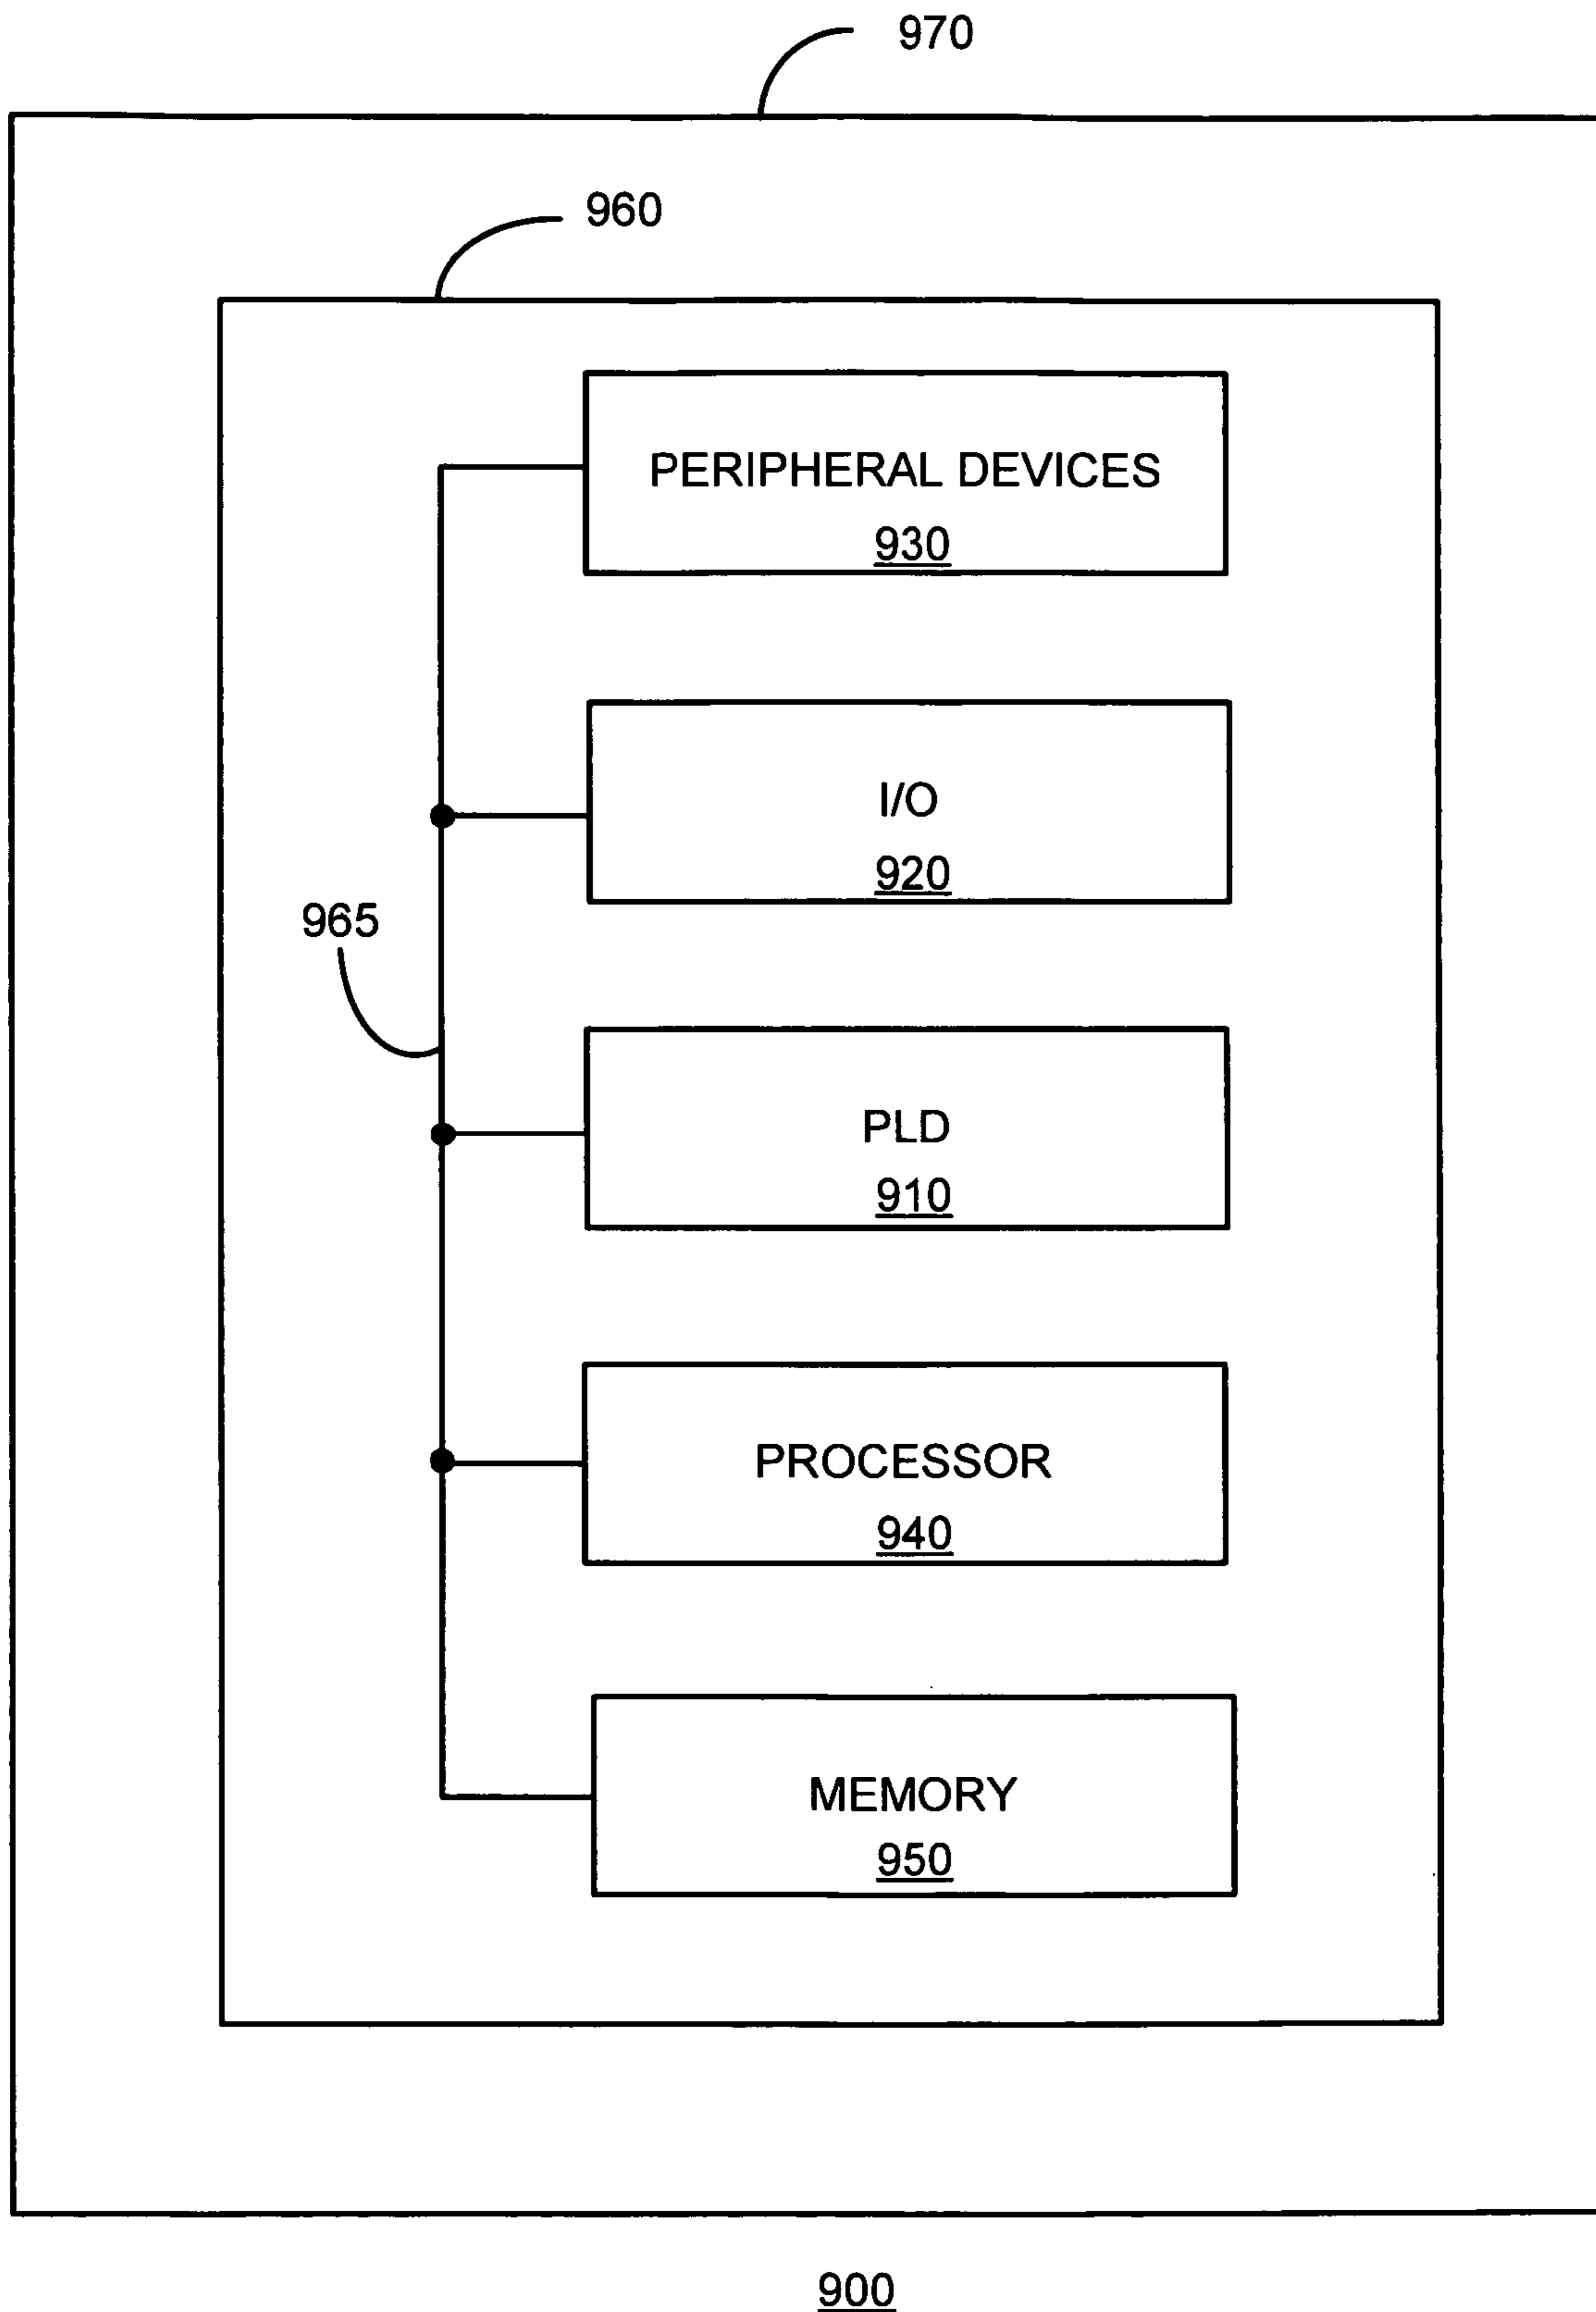 970
960
PERIPHERAL DEVICES
930
I/O
920
965
PLD
910
PROCESSOR
940
MEMORY
950
900